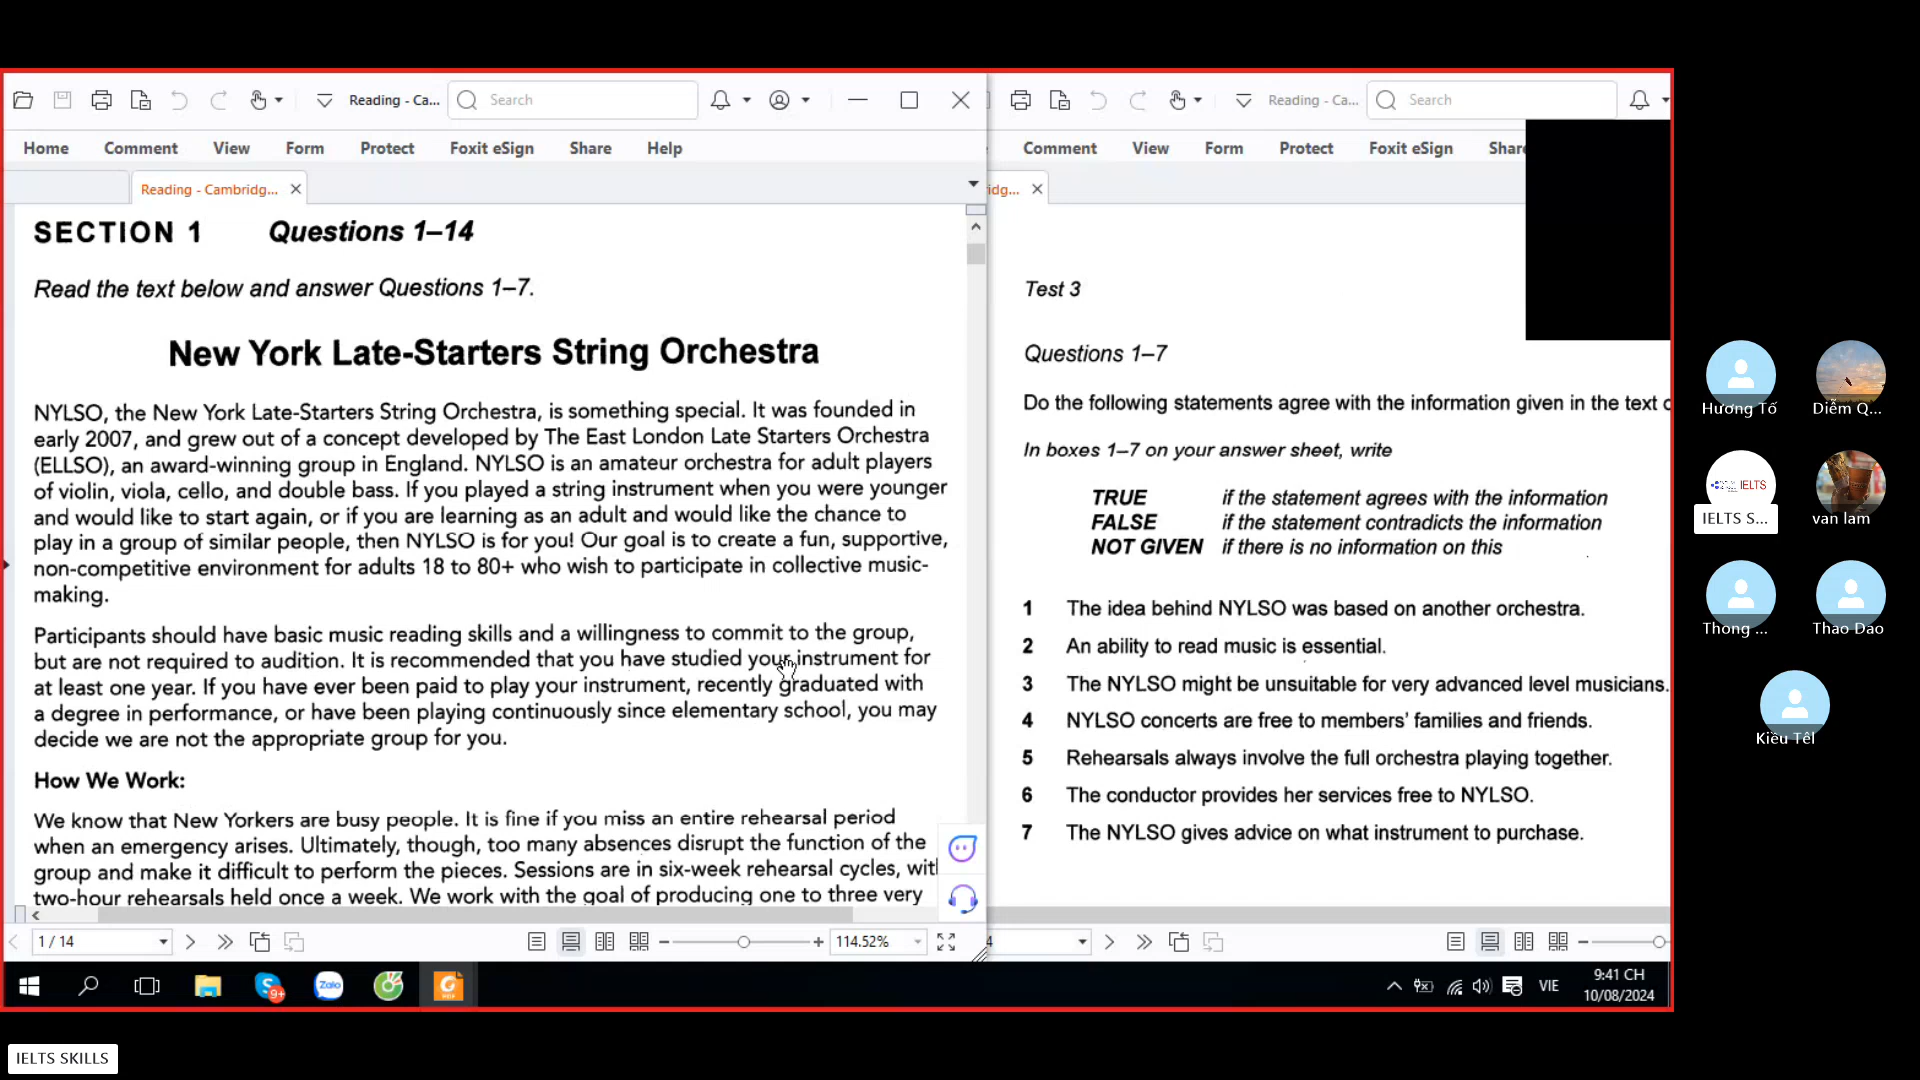 Reading - Ca...
Search
Reading - Ca...
Search
Home Comment View Form Protect Foxit eSign Share Help
Comment View Form Protect Foxit eSign
Reading - Cambridg...
SECTION 1 Questions 1–14
Read the text below and answer Questions 1–7.
New York Late-Starters String Orchestra
NYLSO, the New York Late-Starters String Orchestra, is something special. It was founded in
early 2007, and grew out of a concept developed by The East London Late Starters Orchestra
(ELLSO), an award-winning group in England. NYLSO is an amateur orchestra for adult players
of violin, viola, cello, and double bass. If you played a string instrument when you were younger
and would like to start again, or if you are learning as an adult and would like the chance to
play in a group of similar people, then NYLSO is for you! Our goal is to create a fun, supportive,
non-competitive environment for adults 18 to 80+ who wish to participate in collective music-
making.
Participants should have basic music reading skills and a willingness to commit to the group,
but are not required to audition. It is recommended that you have studied your instrument for
at least one year. If you have ever been paid to play your instrument, recently graduated with
a degree in performance, or have been playing continuously since elementary school, you may
decide we are not the appropriate group for you.
How We Work:
We know that New Yorkers are busy people. It is fine if you miss an entire rehearsal period
when an emergency arises. Ultimately, though, too many absences disrupt the function of the
group and make it difficult to perform the pieces. Sessions are in six-week rehearsal cycles, with
two-hour rehearsals held once a week. We work with the goal of producing one to three very
1 / 14
114.52%
Test 3
Questions 1–7
Do the following statements agree with the information given in the text
In boxes 1–7 on your answer sheet, write
TRUE if the statement agrees with the information
FALSE if the statement contradicts the information
NOT GIVEN if there is no information on this
1 The idea behind NYLSO was based on another orchestra.
2 An ability to read music is essential.
3 The NYLSO might be unsuitable for very advanced level musicians.
4 NYLSO concerts are free to members' families and friends.
5 Rehearsals always involve the full orchestra playing together.
6 The conductor provides her services free to NYLSO.
7 The NYLSO gives advice on what instrument to purchase.
Hương Tố
Diễm Q...
IELTS
IELTS S...
van lam
Thong ...
Thao Dao
Kiều Têl
9+
Zalo
VIE
9:41 CH
10/08/2024
IELTS SKILLS